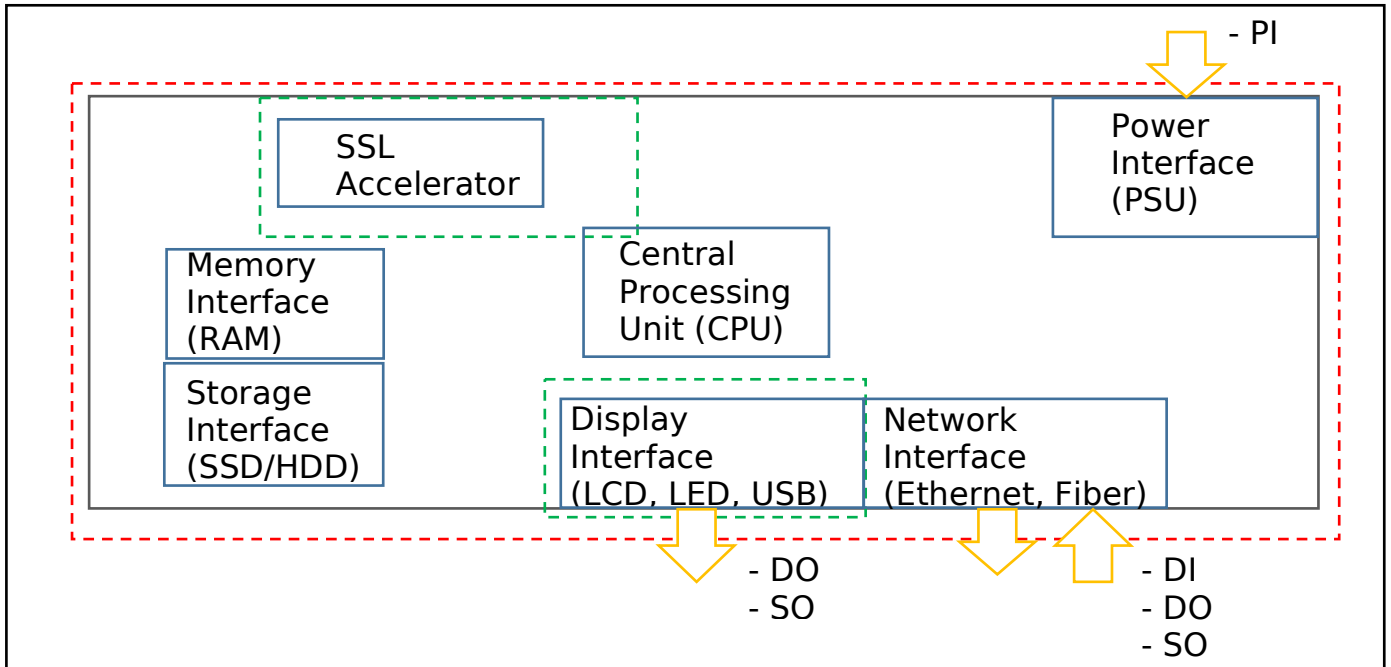 - PI
SSL
Accelerator
Power
Interface
(PSU)
Central
Processing
Unit (CPU)
Memory
Interface
(RAM)
Storage
Interface
(SSD/HDD)
Display
Interface
(LCD, LED, USB)
Network
Interface
(Ethernet, Fiber)
- DO
- SO
- DI
- DO
- SO